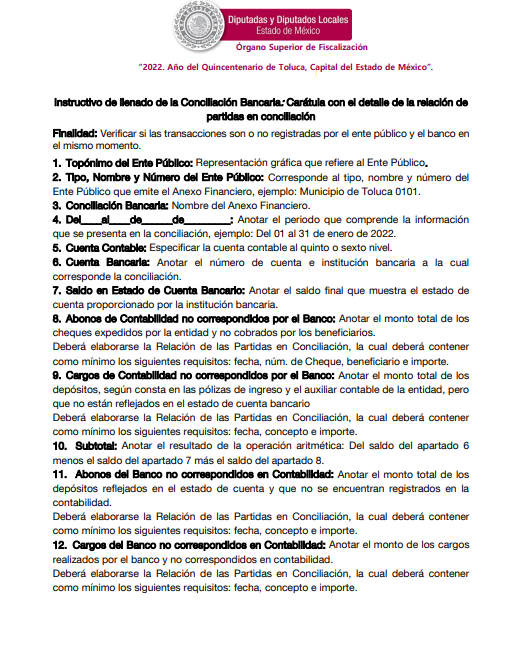 Diputadas y Diputados Locales
Estado de México
Órgano Superior de Fiscalización
"2022. Año del Quincentenario de Toluca, Capital del Estado de México".
Instructivo de llenado de la Conciliación Bancaria: Carátula con el detalle de la relación de
partidas en conciliación
Finalidad: Verificar si las transacciones son o no registradas por el ente público y el banco en
el mismo momento.
1. Topónimo del Ente Público: Representación gráfica que refiere al Ente Público.
2. Tipo, Nombre y Número del Ente Público: Corresponde al tipo, nombre y número del
Ente Público que emite el Anexo Financiero, ejemplo: Municipio de Toluca 0101.
3. Conciliación Bancaria: Nombre del Anexo Financiero.
4. Del____al____de______de_________: Anotar el periodo que comprende la información
que se presenta en la conciliación, ejemplo: Del 01 al 31 de enero de 2022.
5. Cuenta Contable: Especificar la cuenta contable al quinto o sexto nivel.
6. Cuenta Bancaria: Anotar el número de cuenta e institución bancaria a la cual
corresponde la conciliación.
7. Saldo en Estado de Cuenta Bancario: Anotar el saldo final que muestra el estado de
cuenta proporcionado por la institución bancaria.
8. Abonos de Contabilidad no correspondidos por el Banco: Anotar el monto total de los
cheques expedidos por la entidad y no cobrados por los beneficiarios.
Deberá elaborarse la Relación de las Partidas en Conciliación, la cual deberá contener
como mínimo los siguientes requisitos: fecha, núm. de Cheque, beneficiario e importe.
9. Cargos de Contabilidad no correspondidos por el Banco: Anotar el monto total de los
depósitos, según consta en las pólizas de ingreso y el auxiliar contable de la entidad, pero
que no están reflejados en el estado de cuenta bancario
Deberá elaborarse la Relación de las Partidas en Conciliación, la cual deberá contener
como mínimo los siguientes requisitos: fecha, concepto e importe.
10. Subtotal: Anotar el resultado de la operación aritmética: Del saldo del apartado 6
menos el saldo del apartado 7 más el saldo del apartado 8.
11. Abonos del Banco no correspondidos en Contabilidad: Anotar el monto total de los
depósitos reflejados en el estado de cuenta y que no se encuentran registrados en la
contabilidad.
Deberá elaborarse la Relación de las Partidas en Conciliación, la cual deberá contener
como mínimo los siguientes requisitos: fecha, concepto e importe.
12. Cargos del Banco no correspondidos en Contabilidad: Anotar el monto de los cargos
realizados por el banco y no correspondidos en contabilidad.
Deberá elaborarse la Relación de las Partidas en Conciliación, la cual deberá contener
como mínimo los siguientes requisitos: fecha, concepto e importe.